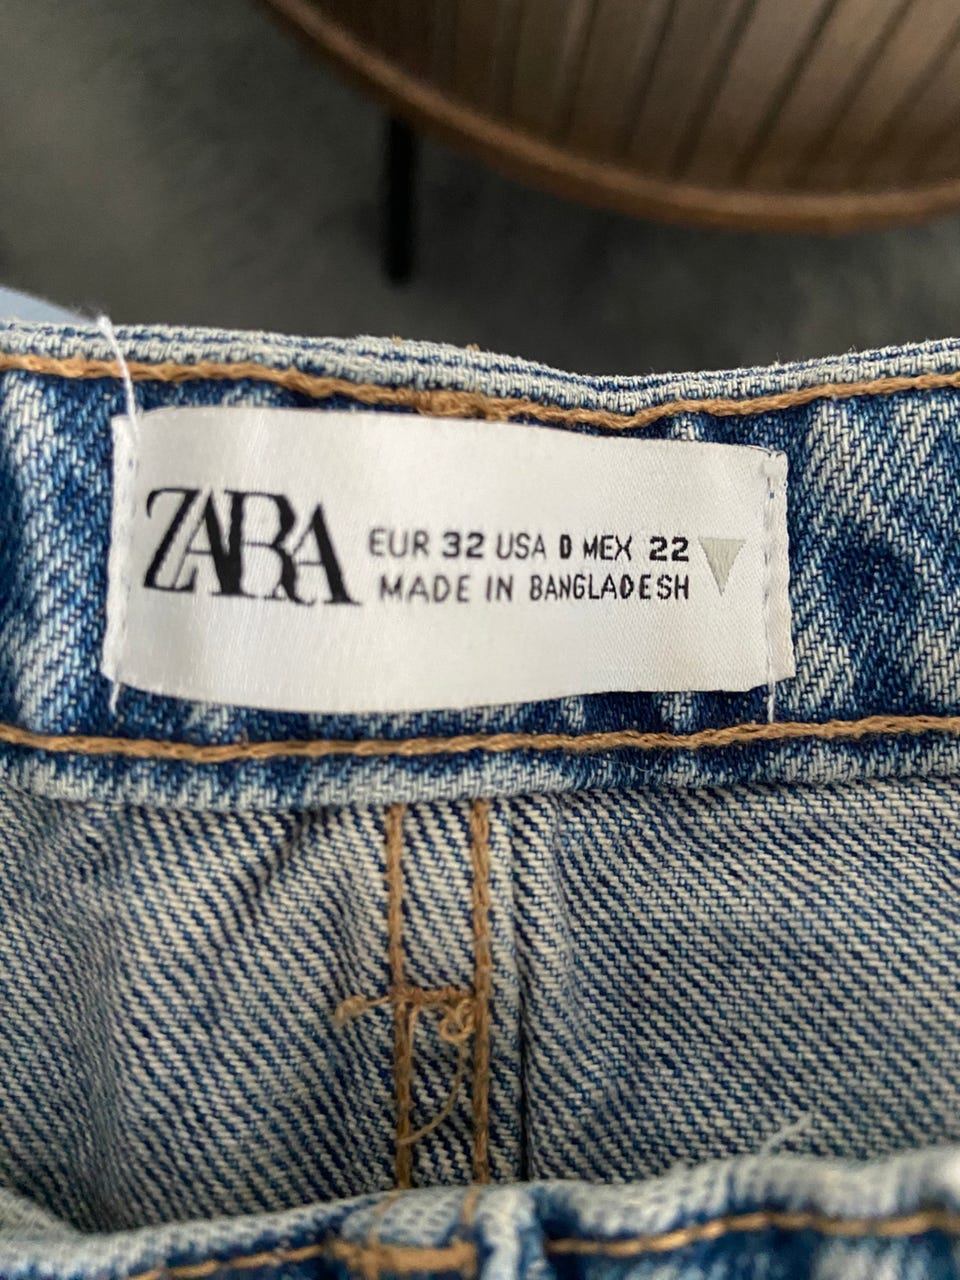 ZARA
EUR 32 USA 0 MEX 22
MADE IN BANGLADESH